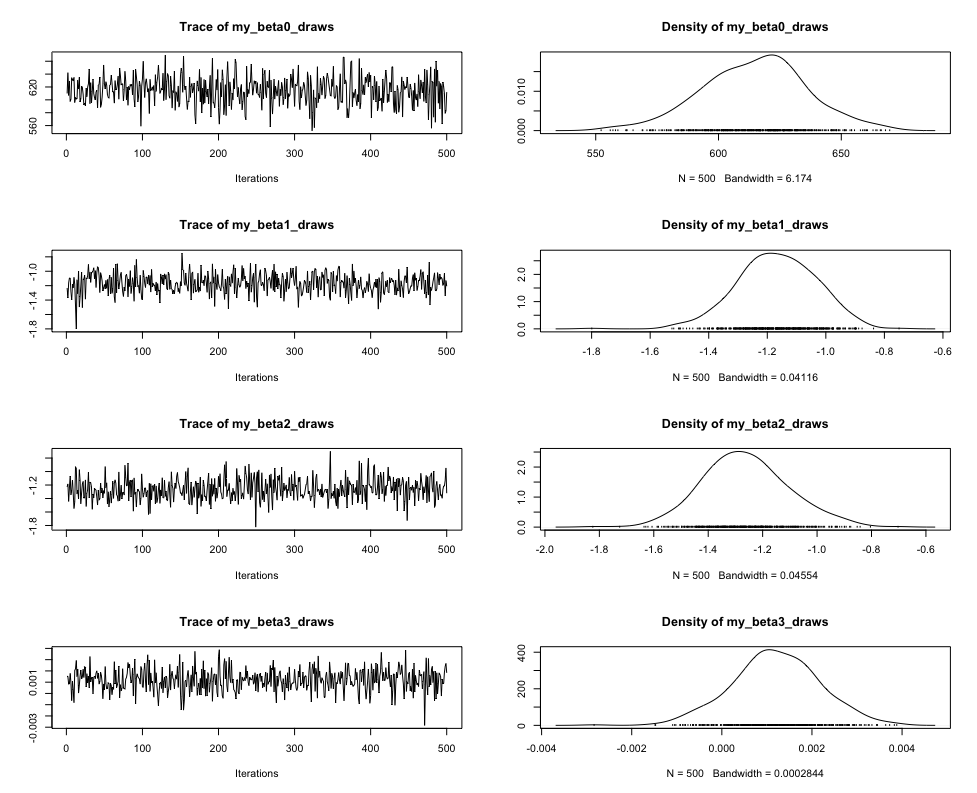 Trace of my_beta0_draws
620
560
0 100 200 300 400 500
Iterations
Density of my_beta0_draws
0.010
0.000
550 600 650
N = 500 Bandwidth = 6.174
Trace of my_beta1_draws
-1.0
-1.4
-1.8
0 100 200 300 400 500
Iterations
Density of my_beta1_draws
2.0
1.0
0.0
-1.8 -1.6 -1.4 -1.2 -1.0 -0.8 -0.6
N = 500 Bandwidth = 0.04116
Trace of my_beta2_draws
-1.2
-1.8
0 100 200 300 400 500
Iterations
Density of my_beta2_draws
2.0
1.0
0.0
-2.0 -1.8 -1.6 -1.4 -1.2 -1.0 -0.8 -0.6
N = 500 Bandwidth = 0.04554
Trace of my_beta3_draws
0.001
-0.003
0 100 200 300 400 500
Iterations
Density of my_beta3_draws
400
200
0
-0.004 -0.002 0.000 0.002 0.004
N = 500 Bandwidth = 0.0002844